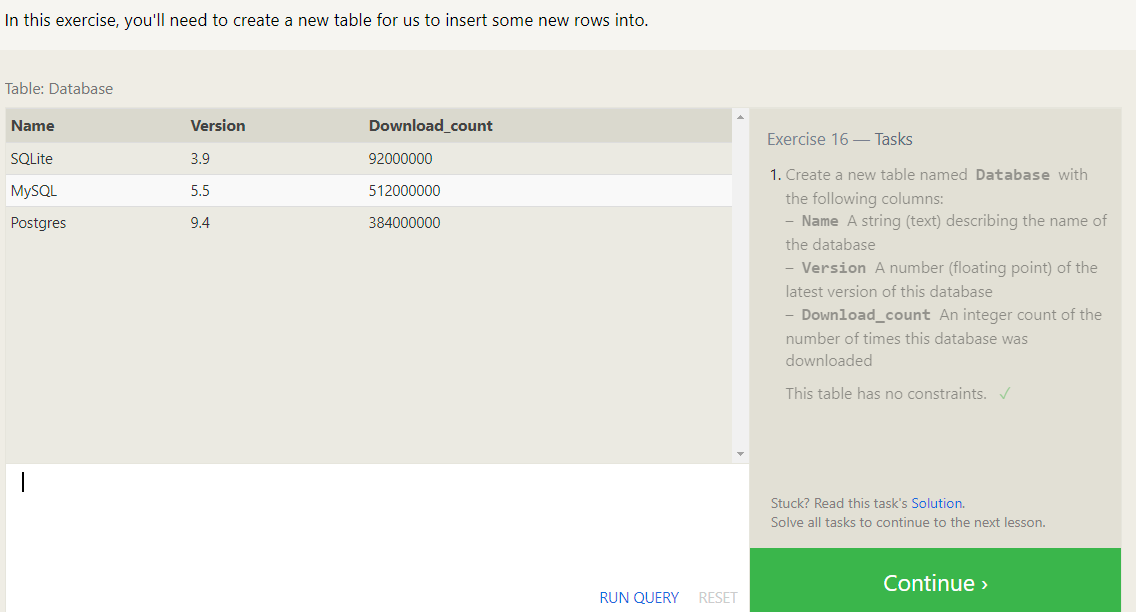 In this exercise, you'll need to create a new table for us to insert some new rows into.
Table: Database
Name Version Download_count
SQLite 3.9 92000000
MySQL 5.5 512000000
Postgres 9.4 384000000
RUN QUERY RESET
Exercise 16 — Tasks
1. Create a new table named Database with
the following columns:
– Name A string (text) describing the name of
the database
– Version A number (floating point) of the
latest version of this database
– Download_count An integer count of the
number of times this database was
downloaded
This table has no constraints. ✓
Stuck? Read this task's Solution.
Solve all tasks to continue to the next lesson.
Continue ›